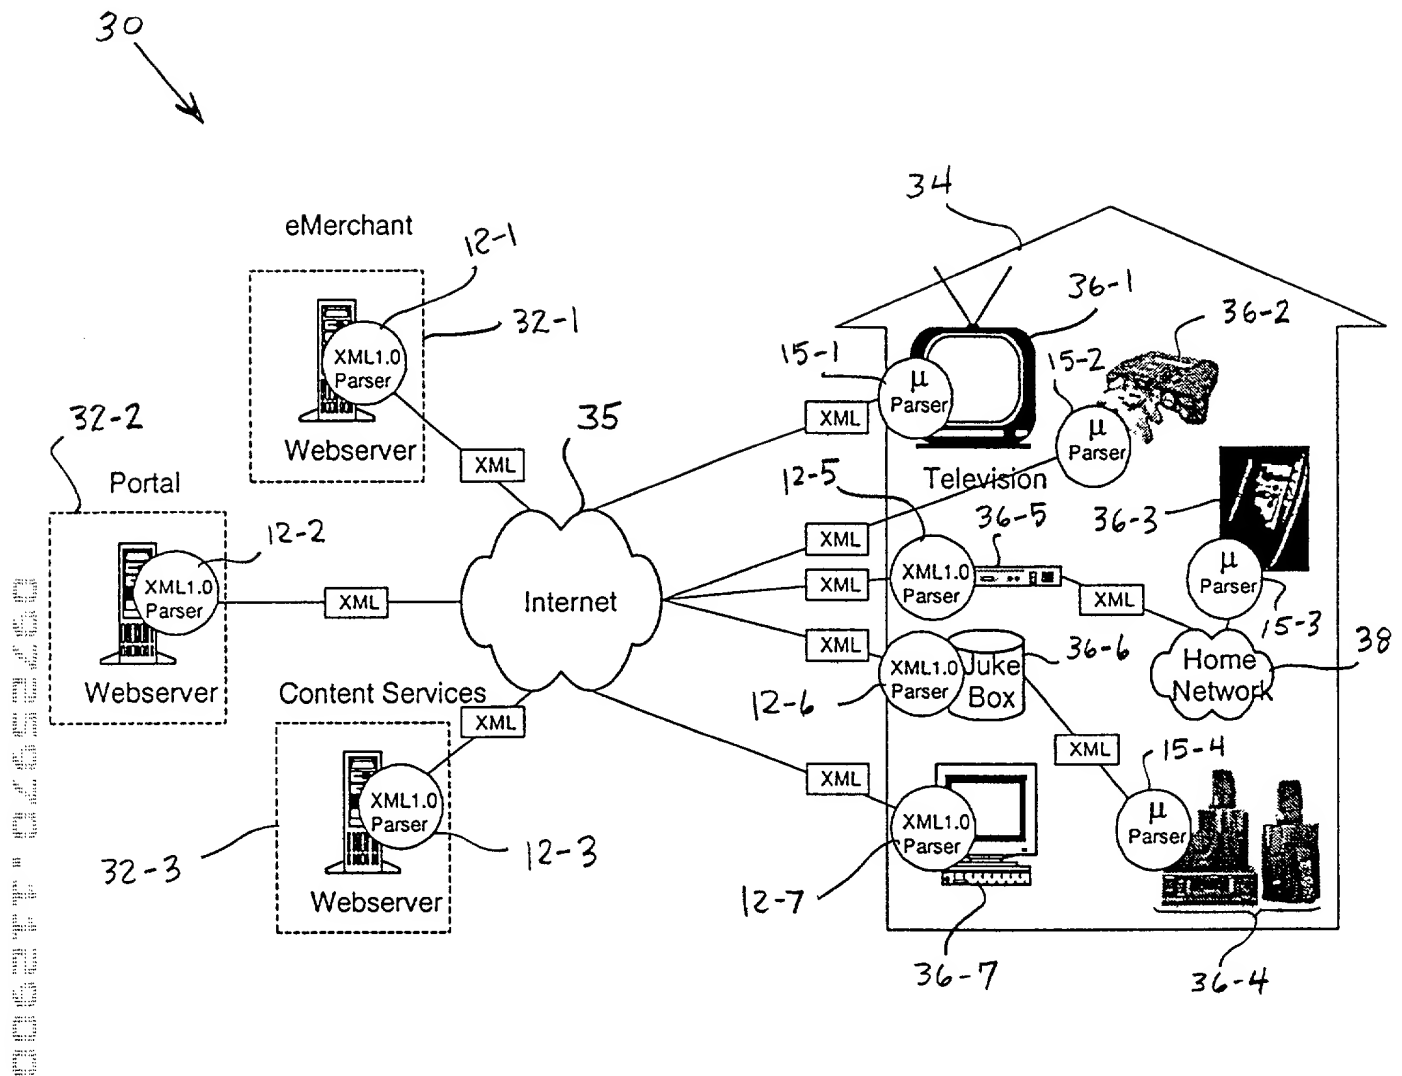 30
34
eMerchant
12-1
32-1
XML1.0
Parser
Webserver
XML
32-2
Portal
12-2
XML1.0
Parser
Webserver
XML
35
Internet
Content Services
XML
XML1.0
Parser
Webserver
32-3
12-3
36-1
15-1
μ
Parser
XML
Television
36-2
15-2
μ
Parser
XML
12-5
36-5
XML1.0
Parser
XML
XML
36-3
μ
Parser
15-3
38
Home
Network
XML
XML1.0
Parser
Juke
Box
36-6
12-6
XML
15-4
μ
Parser
36-4
XML
XML1.0
Parser
12-7
36-7